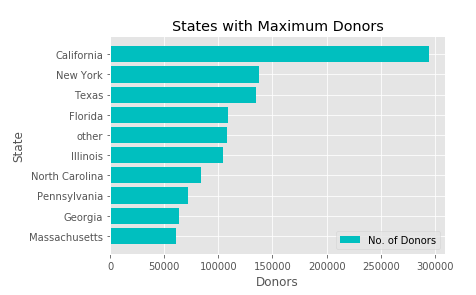 States with Maximum Donors
California
New York
Texas
Florida
other
Illinois
North Carolina
Pennsylvania
Georgia
Massachusetts
State
No. of Donors
0 50000 100000 150000 200000 250000 300000
Donors